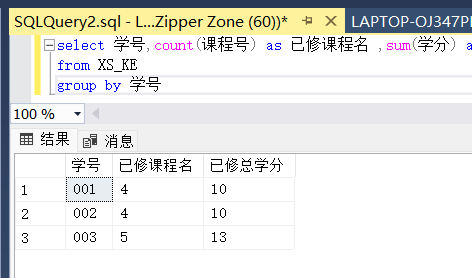 SQLQuery2.sql - L...Zipper Zone (60))* LAPTOP-OJ347P
select 学号,count(课程号) as 已修课程名 ,sum(学分) a
from XS_KE
group by 学号
100 %
结果 消息
学号 已修课程名 已修总学分
1 001 4 10
2 002 4 10
3 003 5 13